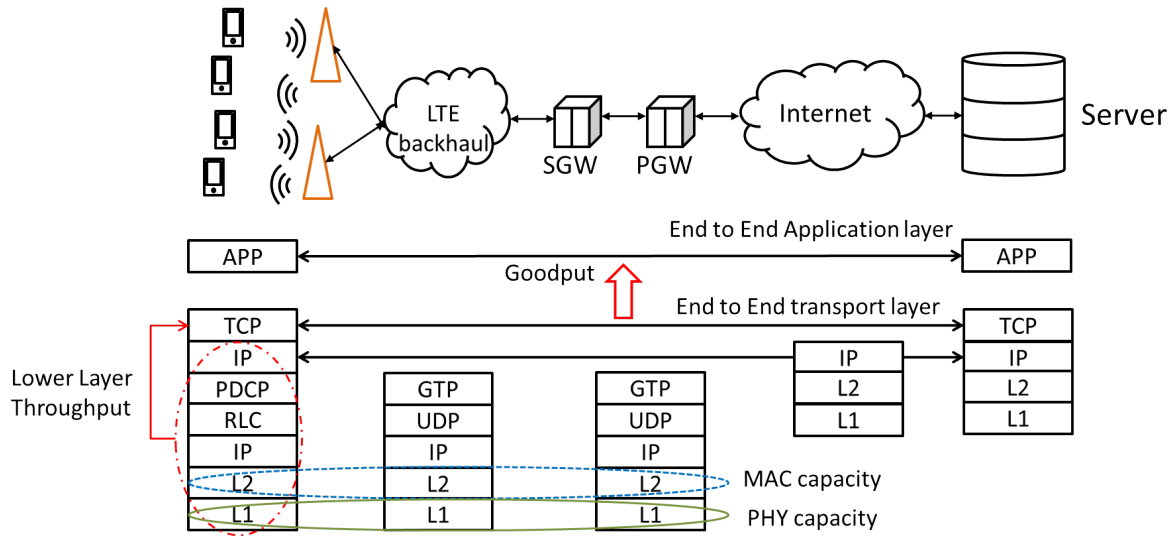 LTE
backhaul
SGW
PGW
Internet
Server
End to End Application layer
APP
APP
Goodput
End to End transport layer
Lower Layer
Throughput
TCP
IP
PDCP
RLC
IP
L2
L1
GTP
UDP
IP
L2
L1
GTP
UDP
IP
L2
L1
IP
L2
L1
TCP
IP
L2
L1
MAC capacity
PHY capacity